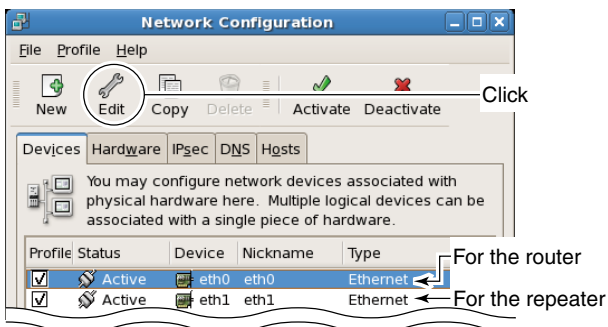 Network Configuration
File Profile Help
New Edit Copy Delete Activate Deactivate
Click
Devices Hardware IPsec DNS Hosts
You may configure network devices associated with
physical hardware here. Multiple logical devices can be
associated with a single piece of hardware.
Profile Status Device Nickname Type
For the router
Active eth0 eth0 Ethernet
Active eth1 eth1 Ethernet
For the repeater